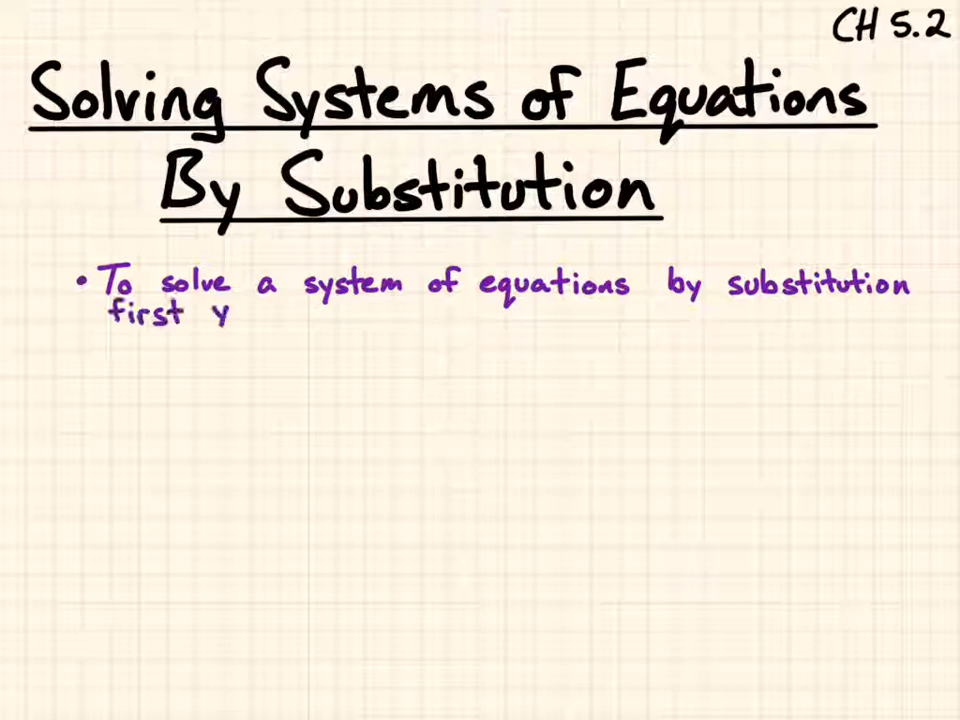 CH 5.2
Solving Systems of Equations
By Substitution
• To solve a system of equations by substitution
first y